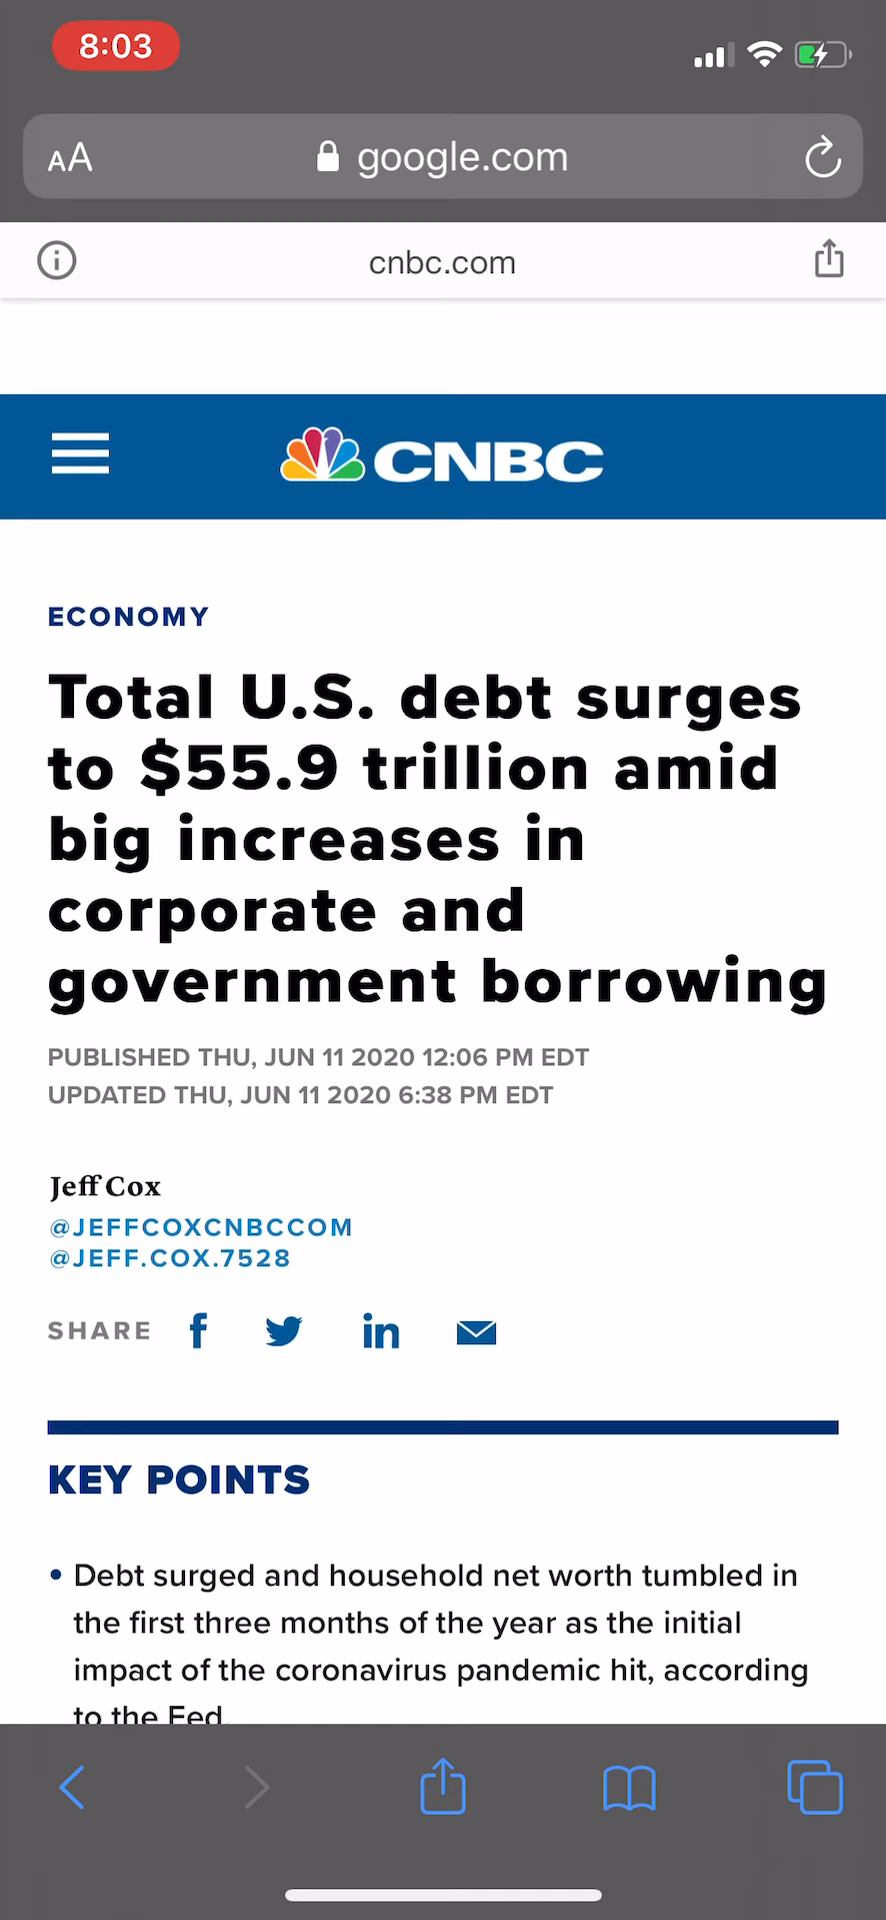 8:03
AA google.com
cnbc.com
CNBC
ECONOMY
Total U.S. debt surges
to $55.9 trillion amid
big increases in
corporate and
government borrowing
PUBLISHED THU, JUN 11 2020 12:06 PM EDT
UPDATED THU, JUN 11 2020 6:38 PM EDT
Jeff Cox
@JEFFCOXCNBCCOM
@JEFF.COX.7528
SHARE f in
KEY POINTS
• Debt surged and household net worth tumbled in
the first three months of the year as the initial
impact of the coronavirus pandemic hit, according
to the Fed.